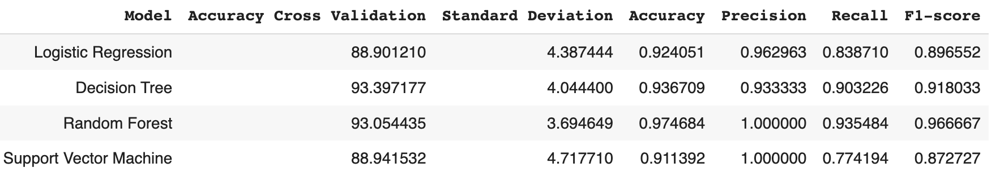 Model Accuracy Cross Validation Standard Deviation Accuracy Precision Recall F1-score
Logistic Regression 88.901210 4.387444 0.924051 0.962963 0.838710 0.896552
Decision Tree 93.397177 4.044400 0.936709 0.933333 0.903226 0.918033
Random Forest 93.054435 3.694649 0.974684 1.000000 0.935484 0.966667
Support Vector Machine 88.941532 4.717710 0.911392 1.000000 0.774194 0.872727